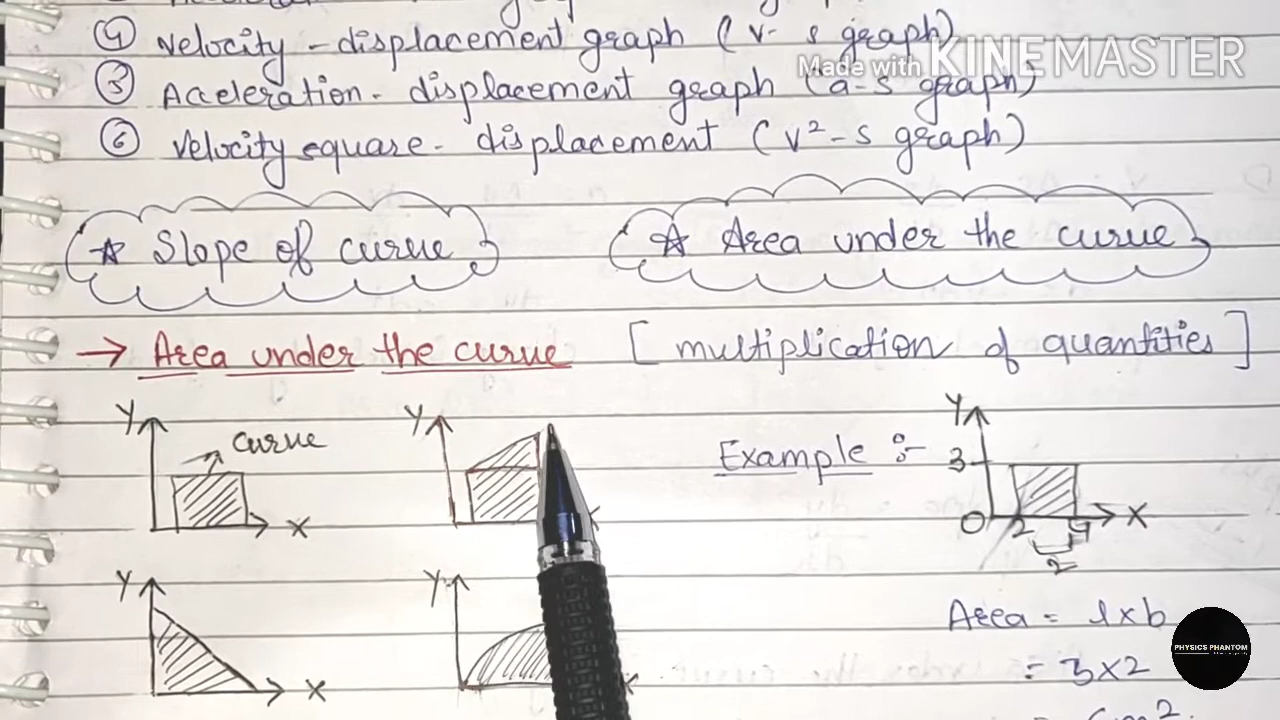 ④ Velocity - displacement graph ( v- s graph)
Made with KINEMASTER
⑤ Acceleration - displacement graph (a-s graph)
⑥ Velocity square - displacement ( v² - s graph)
☆ Slope of curve
☆ Area under the curve
→ Area under the curve [ multiplication of quantities ]
Y curve X
Y
Example :-
Y 3 O 2 4 X
2
Y X
Y
Area = l x b
= 3 x 2
PHYSICS PHANTOM